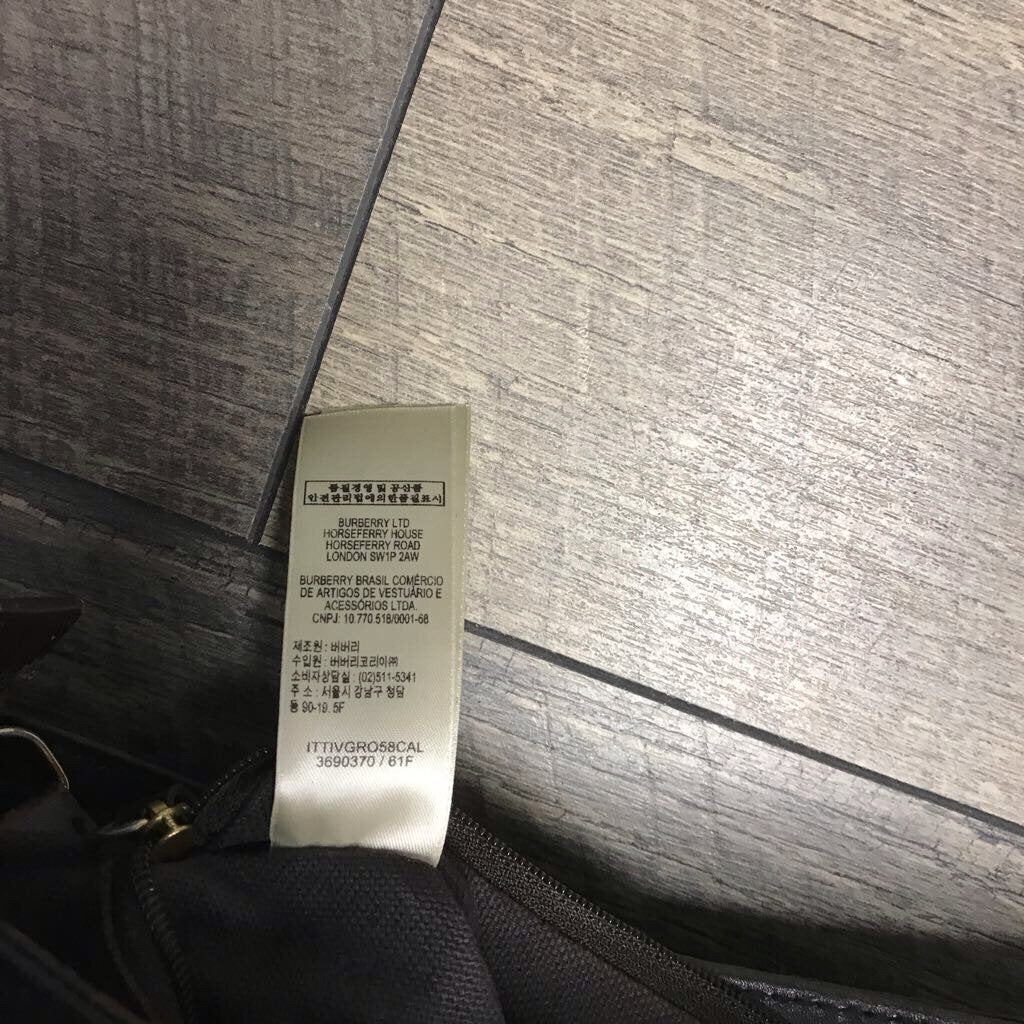 품질경영 및 공산품
안전관리법에의한품질표시
BURBERRY LTD
HORSEFERRY HOUSE
HORSEFERRY ROAD
LONDON SW1P 2AW
BURBERRY BRASIL COMÉRCIO
DE ARTIGOS DE VESTUÁRIO E
ACESSÓRIOS LTDA.
CNPJ: 10.770.518/0001-68
제조원 : 버버리
수입원 : 버버리코리아㈜
소비자상담실 : (02)511-5341
주 소 : 서울시 강남구 청담
동 90-19. 5F
ITTIVGRO58CAL
3690370 / 61F